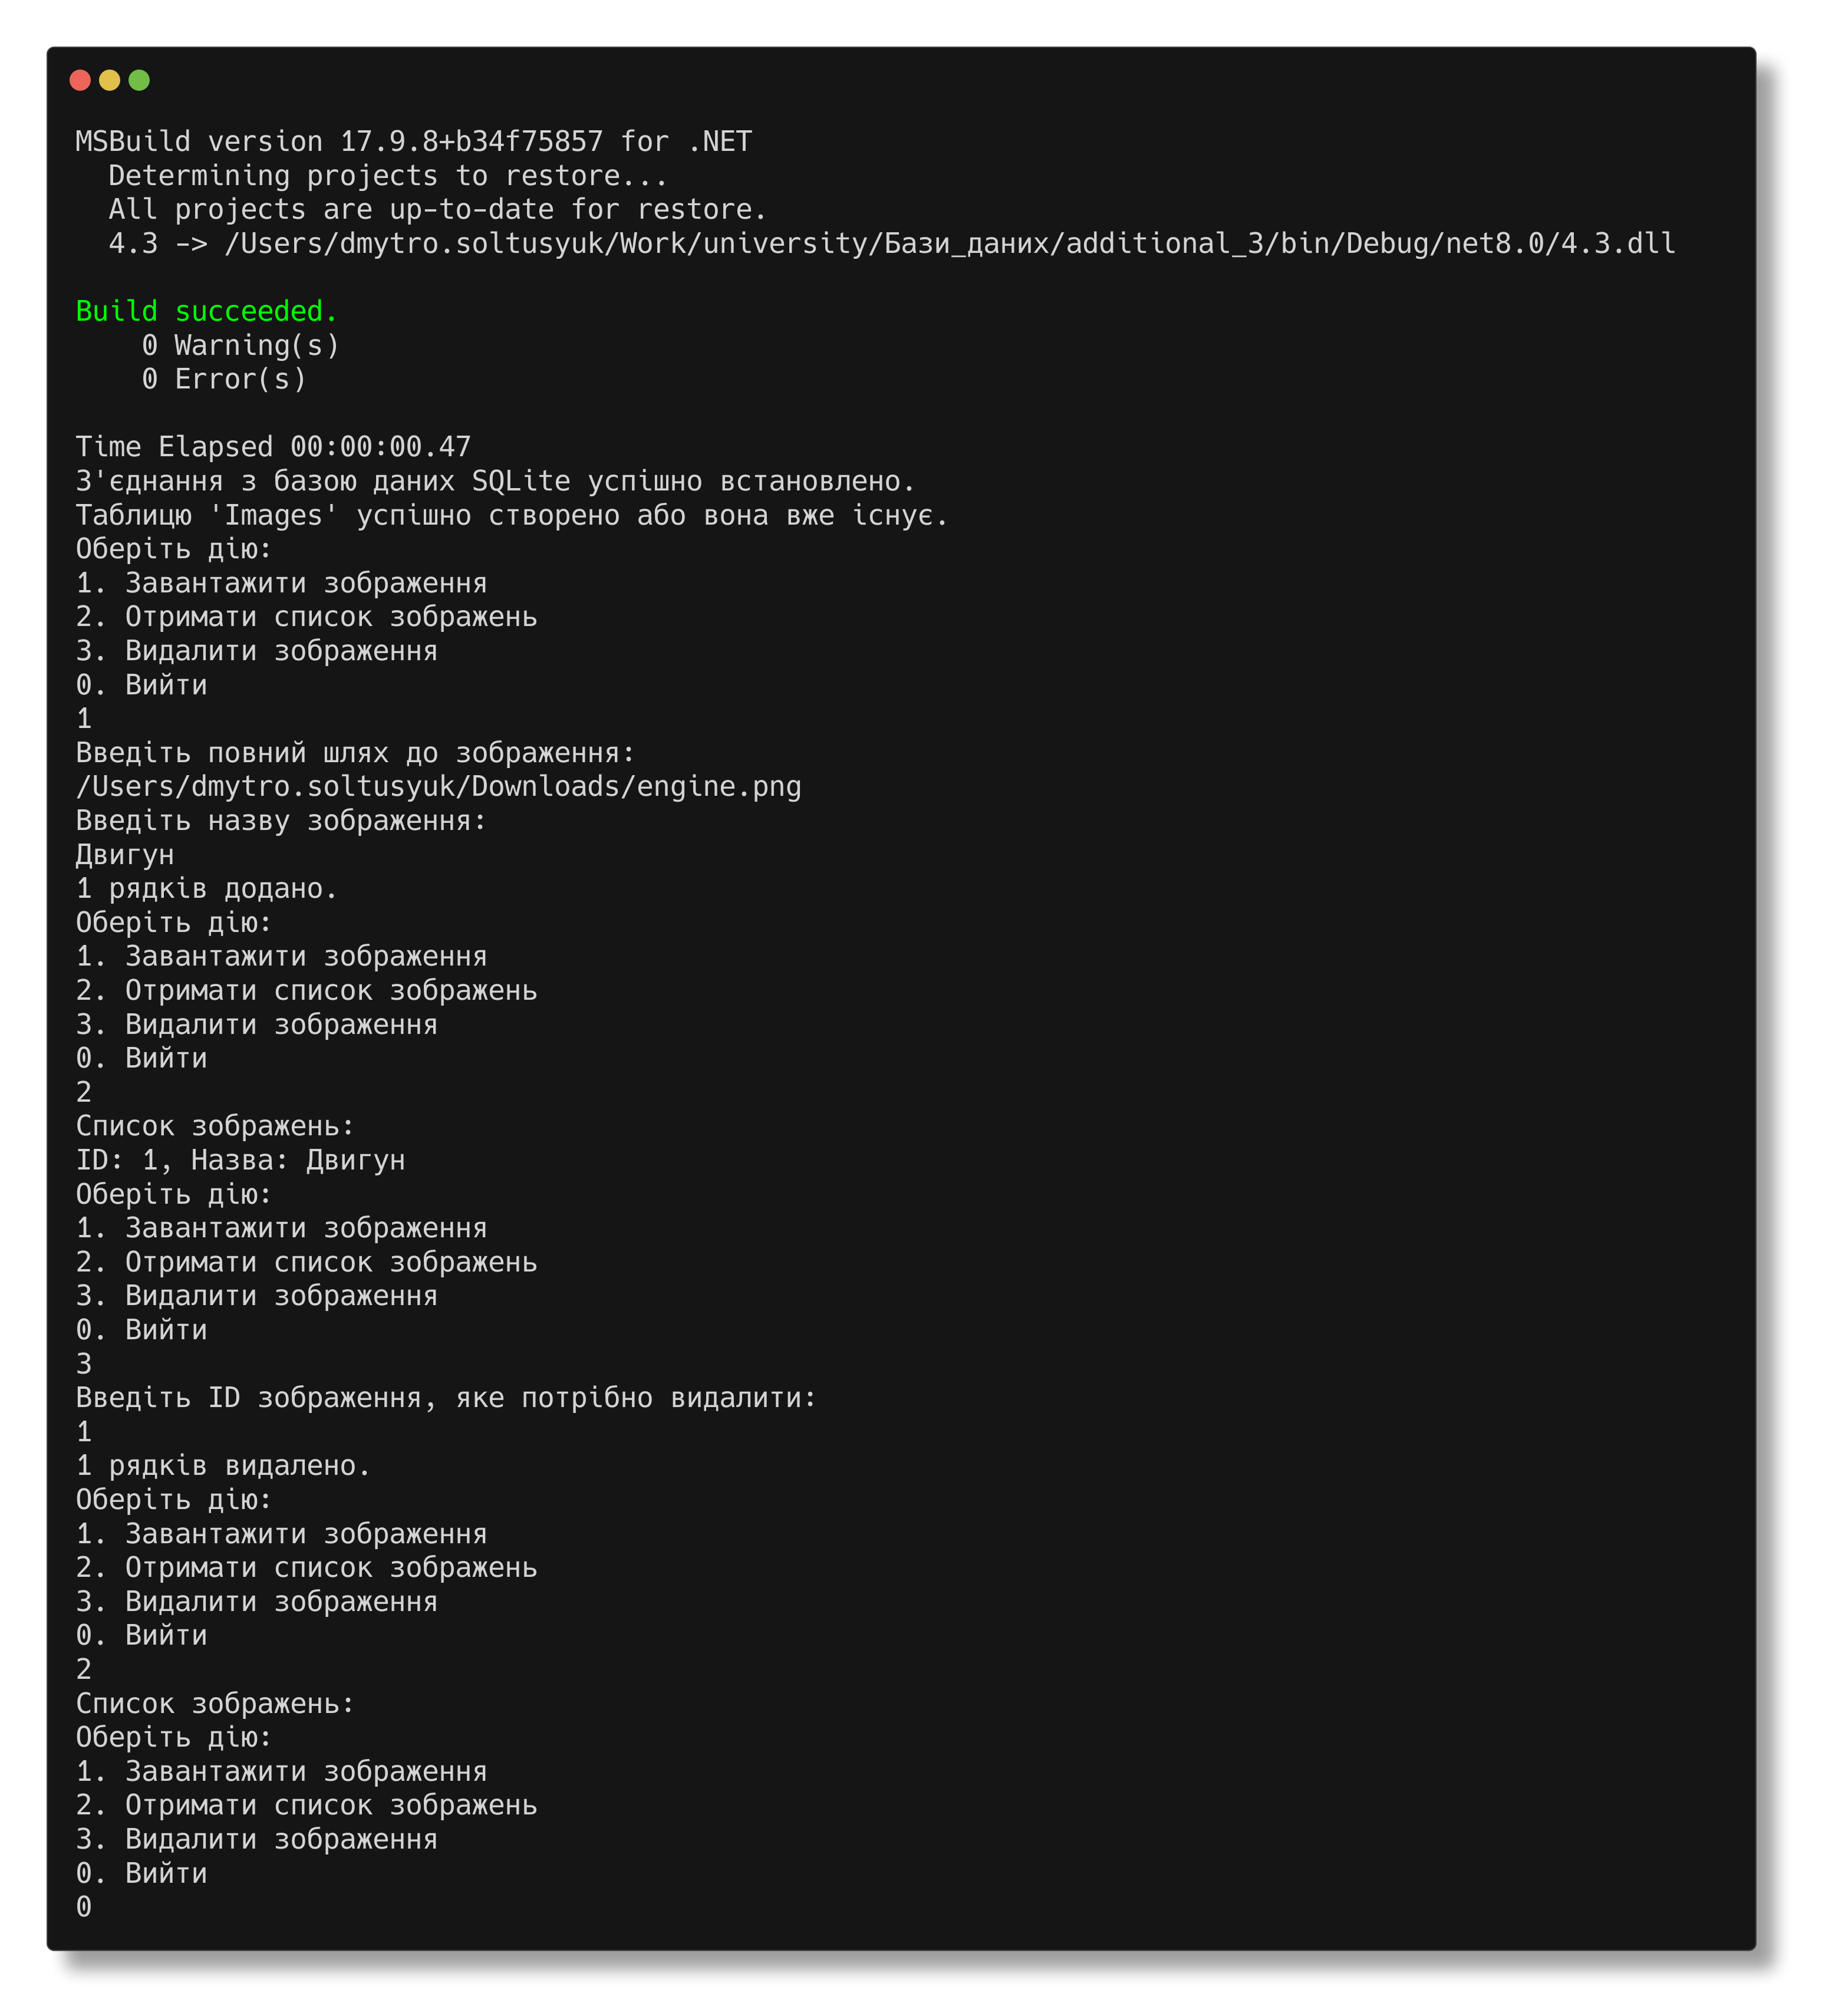 MSBuild version 17.9.8+b34f75857 for .NET
  Determining projects to restore...
  All projects are up-to-date for restore.
  4.3 -> /Users/dmytro.soltusyuk/Work/university/Бази_даних/additional_3/bin/Debug/net8.0/4.3.dll

Build succeeded.
    0 Warning(s)
    0 Error(s)

Time Elapsed 00:00:00.47
З'єднання з базою даних SQLite успішно встановлено.
Таблицю 'Images' успішно створено або вона вже існує.
Оберіть дію:
1. Завантажити зображення
2. Отримати список зображень
3. Видалити зображення
0. Вийти
1
Введіть повний шлях до зображення:
/Users/dmytro.soltusyuk/Downloads/engine.png
Введіть назву зображення:
Двигун
1 рядків додано.
Оберіть дію:
1. Завантажити зображення
2. Отримати список зображень
3. Видалити зображення
0. Вийти
2
Список зображень:
ID: 1, Назва: Двигун
Оберіть дію:
1. Завантажити зображення
2. Отримати список зображень
3. Видалити зображення
0. Вийти
3
Введіть ID зображення, яке потрібно видалити:
1
1 рядків видалено.
Оберіть дію:
1. Завантажити зображення
2. Отримати список зображень
3. Видалити зображення
0. Вийти
2
Список зображень:
Оберіть дію:
1. Завантажити зображення
2. Отримати список зображень
3. Видалити зображення
0. Вийти
0